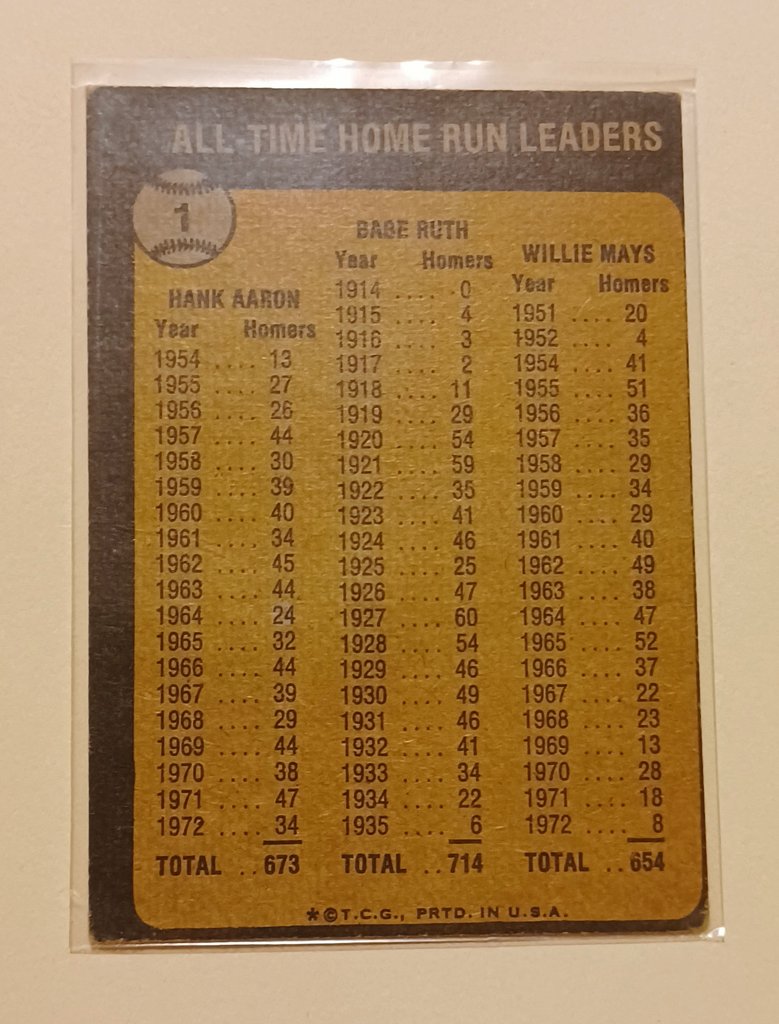 ALL-TIME HOME RUN LEADERS
1
HANK AARON
Year Homers
1954 .... 13
1955 .... 27
1956 .... 26
1957 .... 44
1958 .... 30
1959 .... 39
1960 .... 40
1961 .... 34
1962 .... 45
1963 .... 44
1964 .... 24
1965 .... 32
1966 .... 44
1967 .... 39
1968 .... 29
1969 .... 44
1970 .... 38
1971 .... 47
1972 .... 34
TOTAL ..673
BABE RUTH
Year Homers
1914 .... 0
1915 .... 4
1916 .... 3
1917 .... 2
1918 .... 11
1919 .... 29
1920 .... 54
1921 .... 59
1922 .... 35
1923 .... 41
1924 .... 46
1925 .... 25
1926 .... 47
1927 .... 60
1928 .... 54
1929 .... 46
1930 .... 49
1931 .... 46
1932 .... 41
1933 .... 34
1934 .... 22
1935 .... 6
TOTAL ..714
WILLIE MAYS
Year Homers
1951 .... 20
1952 .... 4
1954 .... 41
1955 .... 51
1956 .... 36
1957 .... 35
1958 .... 29
1959 .... 34
1960 .... 29
1961 .... 40
1962 .... 49
1963 .... 38
1964 .... 47
1965 .... 52
1966 .... 37
1967 .... 22
1968 .... 23
1969 .... 13
1970 .... 28
1971 .... 18
1972 .... 8
TOTAL ..654
*©T.C.G., PRTD. IN U.S.A.